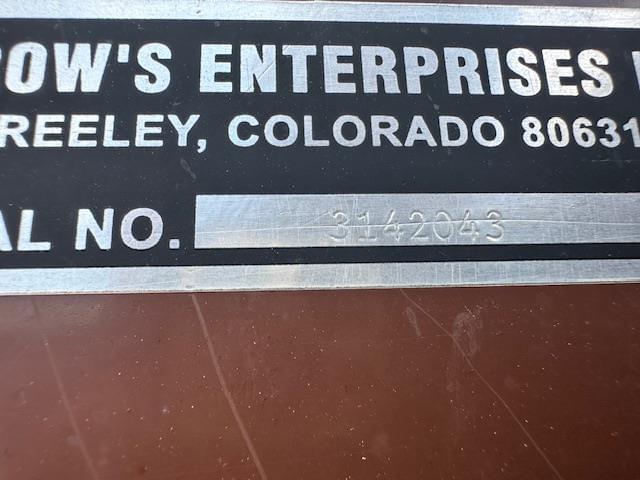 OW'S ENTERPRISES
REELEY, COLORADO 80631
AL NO. 3142043